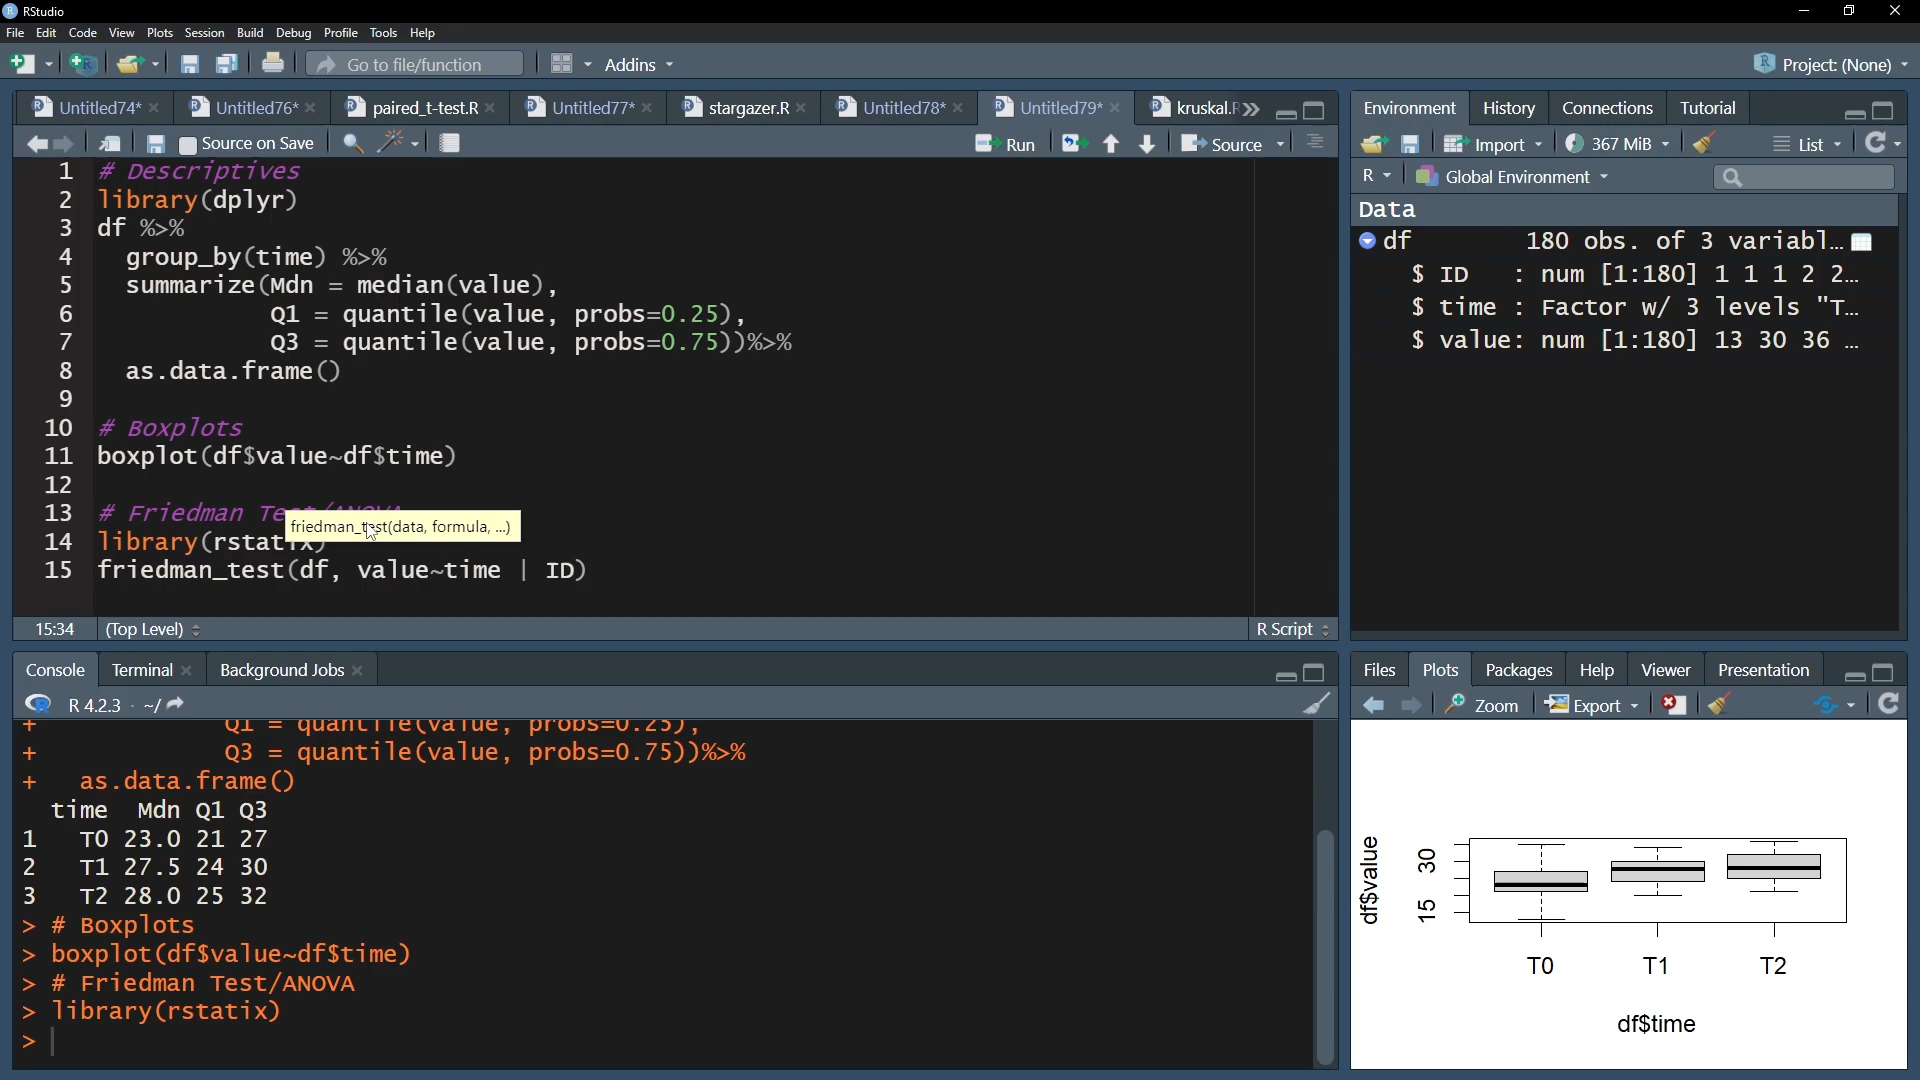 RStudio
File Edit Code View Plots Session Build Debug Profile Tools Help
Go to file/function Addins Project: (None)
Untitled74* Untitled76* paired_t-test.R Untitled77* stargazer.R Untitled78* Untitled79* kruskal.R
Source on Save Run Source
1 # Descriptives
2 library(dplyr)
3 df %>%
4 group_by(time) %>%
5 summarize(Mdn = median(value),
6 Q1 = quantile(value, probs=0.25),
7 Q3 = quantile(value, probs=0.75))%>%
8 as.data.frame()
9
10 # Boxplots
11 boxplot(df$value~df$time)
12
13 # Friedman Test/ANOVA
friedman_test(data, formula, ...)
14 library(rstatix)
15 friedman_test(df, value~time | ID)
15:34 (Top Level) R Script
Console Terminal Background Jobs
R 4.2.3 · ~/
+ Q1 = quantile(value, probs=0.25),
+ Q3 = quantile(value, probs=0.75))%>%
+ as.data.frame()
time Mdn Q1 Q3
1 T0 23.0 21 27
2 T1 27.5 24 30
3 T2 28.0 25 32
> # Boxplots
> boxplot(df$value~df$time)
> # Friedman Test/ANOVA
> library(rstatix)
>
Environment History Connections Tutorial
Import 367 MiB List
R Global Environment
Data
df 180 obs. of 3 variabl…
$ ID : num [1:180] 1 1 1 2 2…
$ time : Factor w/ 3 levels "T…
$ value: num [1:180] 13 30 36 …
Files Plots Packages Help Viewer Presentation
Zoom Export
df$value
30
15
T0 T1 T2
df$time